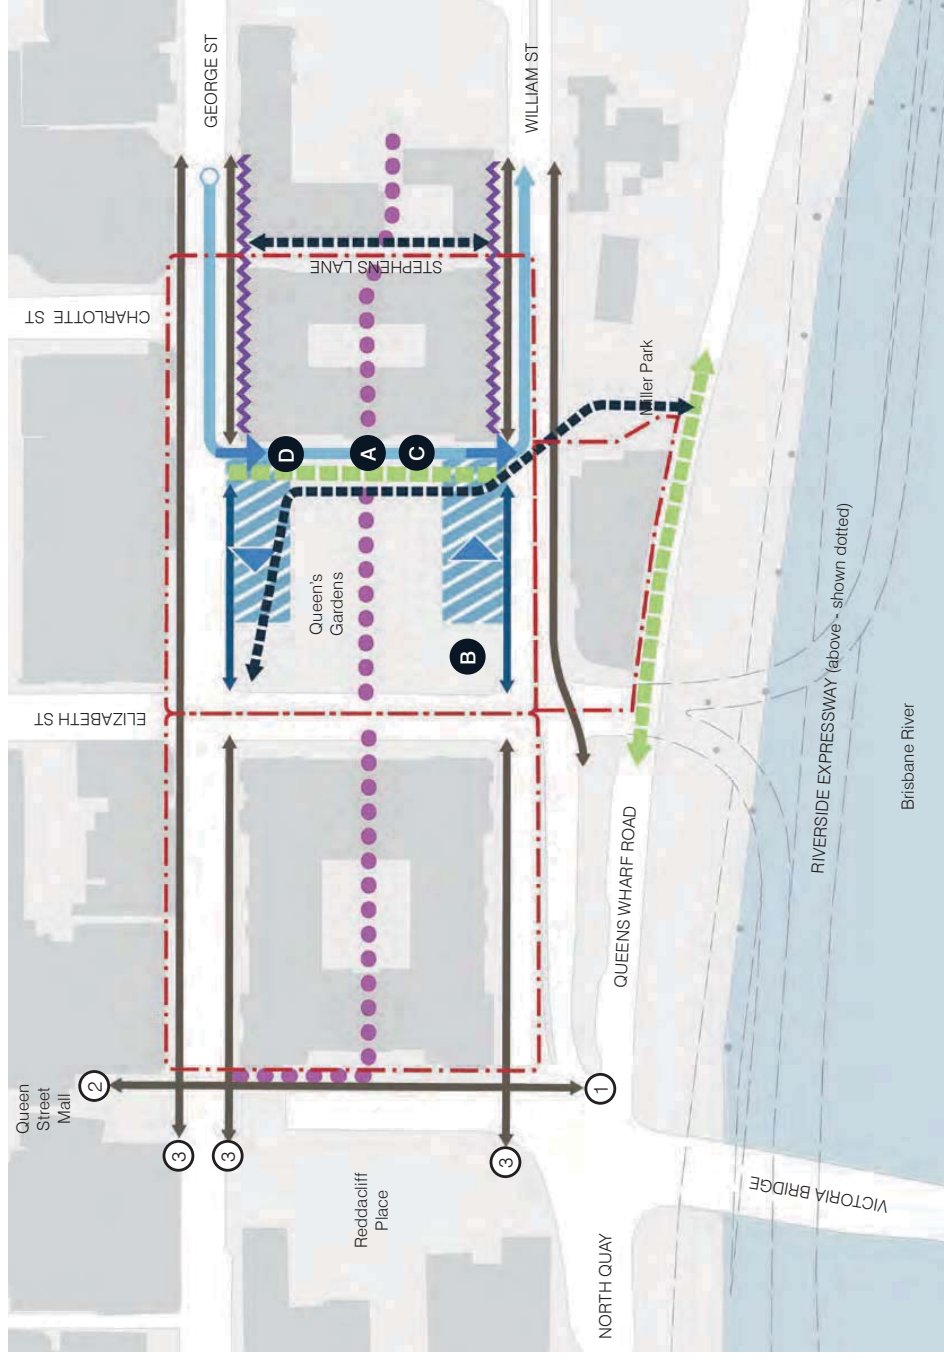 GEORGE ST
WILLIAM ST
CHARLOTTE ST
STEPHENS LANE
Miller Park
D
A
C
Queen's
Gardens
B
ELIZABETH ST
RIVERSIDE EXPRESSWAY (above - shown dotted)
Brisbane River
QUEENS WHARF ROAD
Queen
Street
Mall
2
1
3
3
3
Reddacliff
Place
VICTORIA BRIDGE
NORTH QUAY